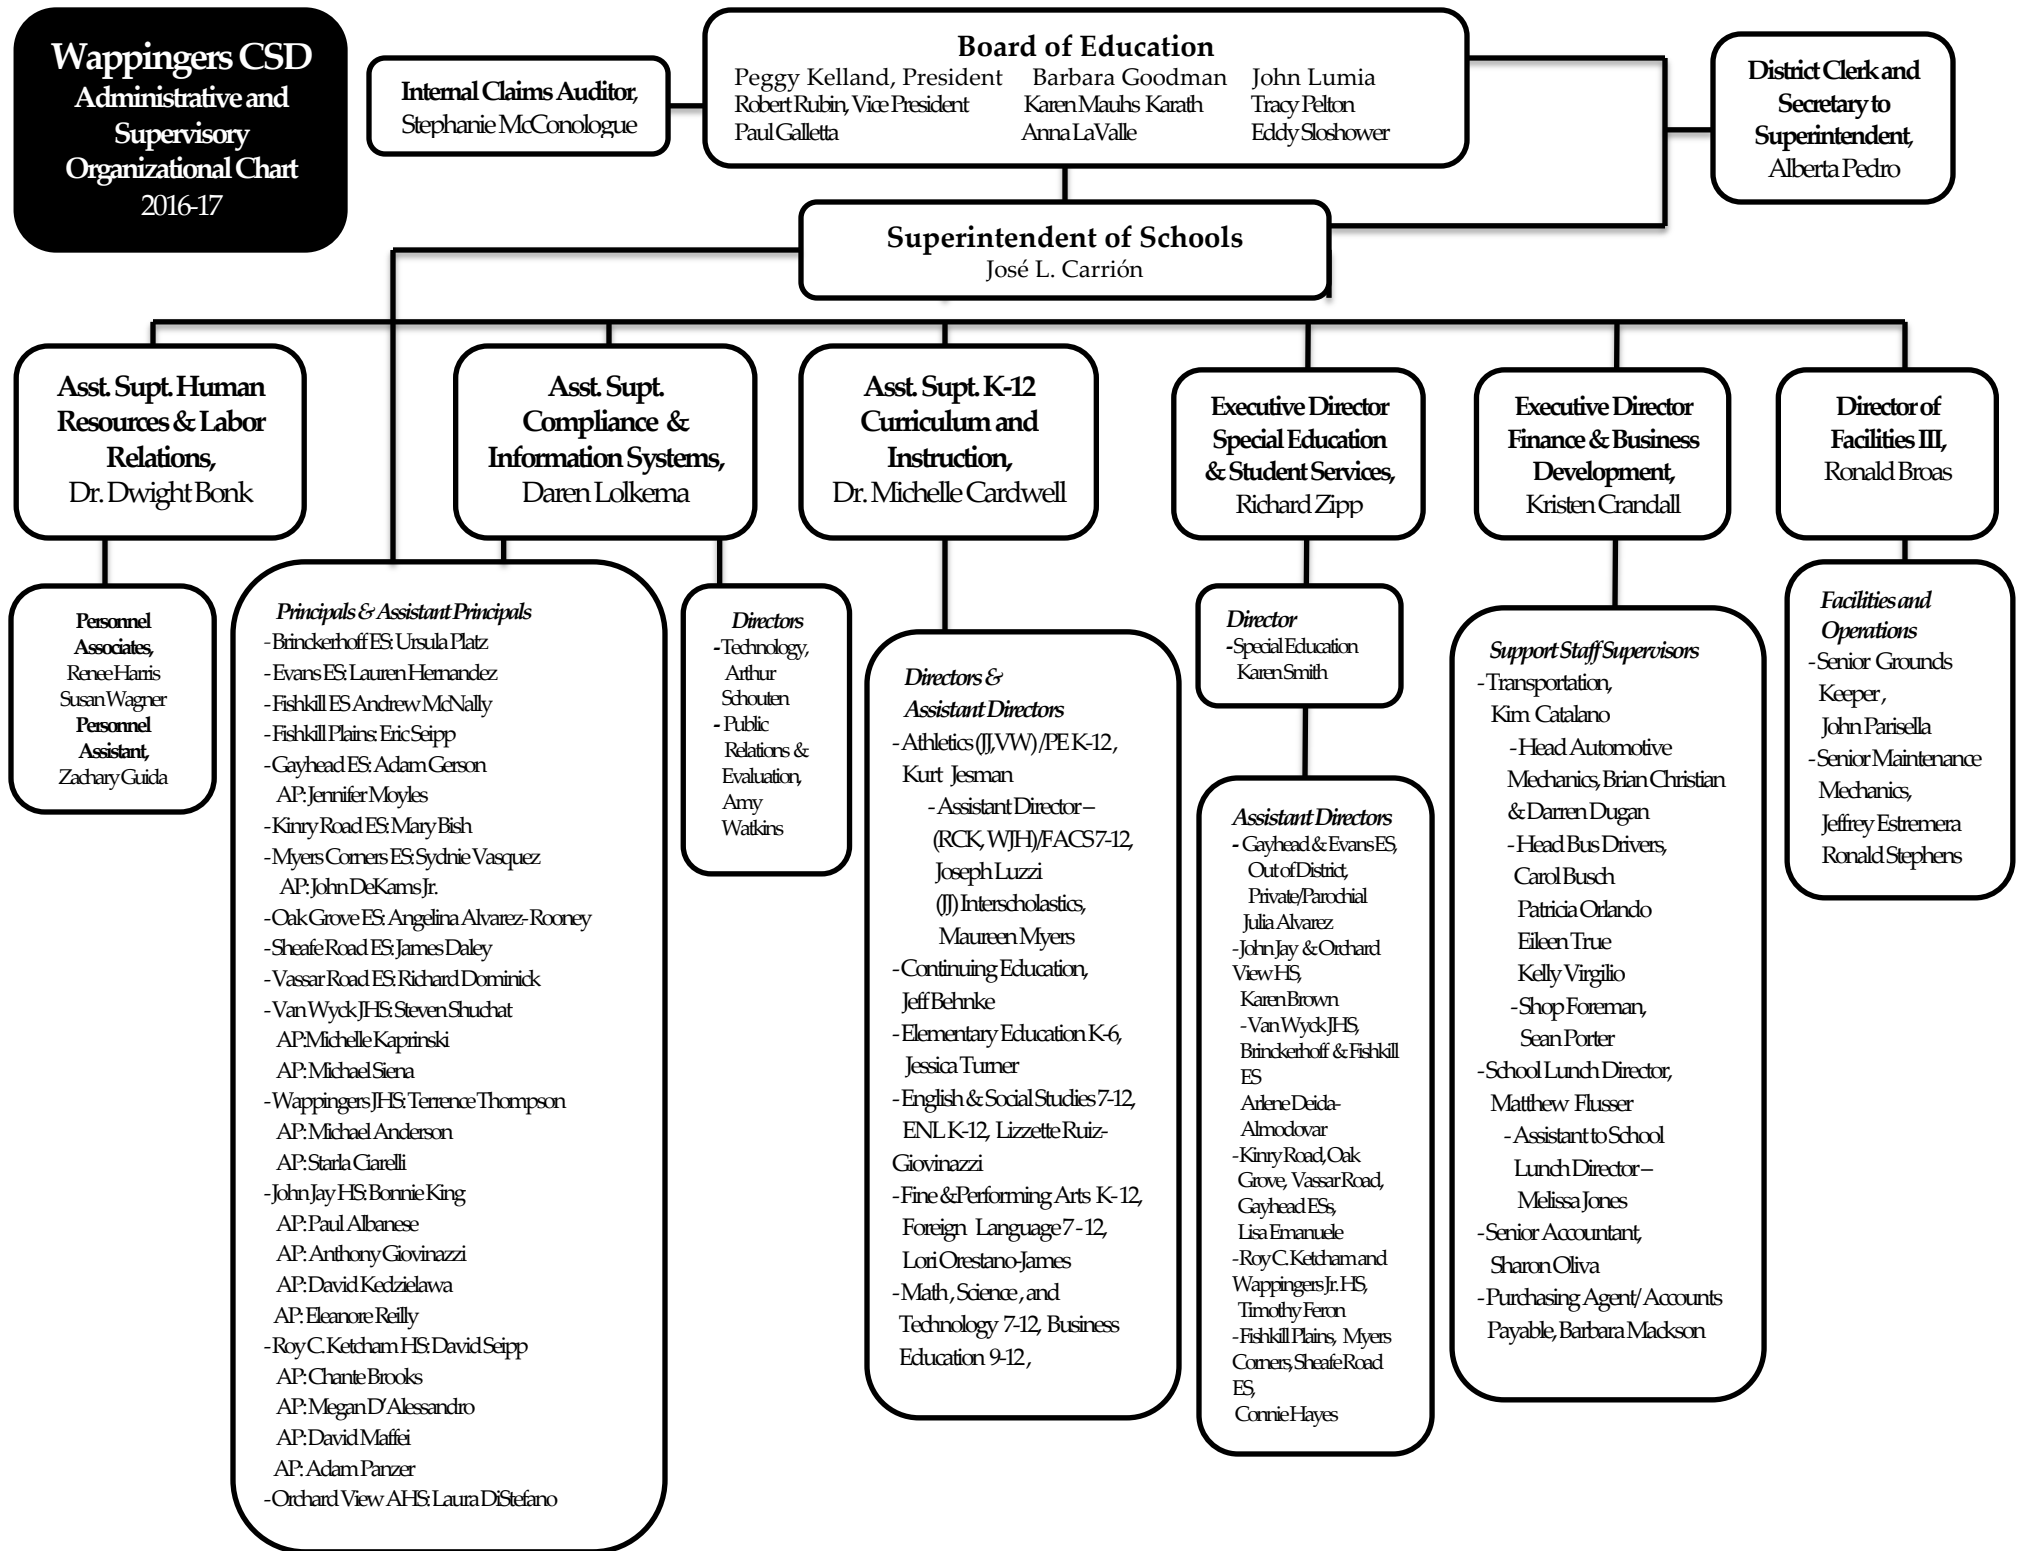 Wappingers CSD
Administrative and
Supervisory
Organizational Chart
2016-17
Internal Claims Auditor,
Stephanie McConologue
Board of Education
Peggy Kelland, President Barbara Goodman John Lumia
Robert Rubin, Vice President Karen Mauhs Karath Tracy Pelton
Paul Galletta Anna LaValle Eddy Sloshower
District Clerk and
Secretary to
Superintendent,
Alberta Pedro
Superintendent of Schools
José L. Carrión
Asst. Supt. Human
Resources & Labor
Relations,
Dr. Dwight Bonk
Asst. Supt.
Compliance &
Information Systems,
Daren Lolkema
Asst. Supt. K-12
Curriculum and
Instruction,
Dr. Michelle Cardwell
Executive Director
Special Education
& Student Services,
Richard Zipp
Executive Director
Finance & Business
Development,
Kristen Crandall
Director of
Facilities III,
Ronald Broas
Personnel
Associates,
Renee Harris
Susan Wagner
Personnel
Assistant,
Zachary Guida
Principals & Assistant Principals
-Brinckerhoff ES: Ursula Platz
-Evans ES: Lauren Hernandez
-Fishkill ES Andrew McNally
-Fishkill Plains: Eric Seipp
-Gayhead ES: Adam Gerson
AP: Jennifer Moyles
-Kinry Road ES: Mary Bish
-Myers Corners ES: Sydnie Vasquez
AP: John DeKams Jr.
-Oak Grove ES: Angelina Alvarez-Rooney
-Sheafe Road ES: James Daley
-Vassar Road ES: Richard Dominick
-Van Wyck JHS: Steven Shuchat
AP:Michelle Kaprinski
AP: Michael Siena
-Wappingers JHS: Terrence Thompson
AP: Michael Anderson
AP: Starla Ciarelli
-John Jay HS: Bonnie King
AP: Paul Albanese
AP: Anthony Giovinazzi
AP: David Kedzielawa
AP: Eleanore Reilly
-Roy C. Ketcham HS: David Seipp
AP: Chante Brooks
AP: Megan D'Alessandro
AP: David Maffei
AP: Adam Panzer
-Orchard View AHS: Laura DiStefano
Directors
-Technology,
Arthur
Schouten
- Public
Relations &
Evaluation,
Amy
Watkins
Directors &
Assistant Directors
-Athletics (JJ,VW) /PE K-12 ,
Kurt Jesman
-Assistant Director –
(RCK, WJH)/FACS 7-12,
Joseph Luzzi
(JJ) Interscholastics,
Maureen Myers
-Continuing Education,
Jeff Behnke
-Elementary Education K-6,
Jessica Turner
-English & Social Studies 7-12,
ENL K-12, Lizzette Ruiz-
Giovinazzi
-Fine &Performing Arts K-12,
Foreign Language 7 -12,
Lori Orestano-James
-Math , Science , and
Technology 7-12, Business
Education 9-12 ,
Director
-Special Education
Karen Smith
Assistant Directors
- Gayhead & Evans ES,
Out of District,
Private/Parochial
Julia Alvarez
-John Jay & Orchard
View HS,
Karen Brown
-Van Wyck JHS,
Brinckerhoff & Fishkill
ES
Arlene Deida-
Almodovar
-Kinry Road, Oak
Grove, Vassar Road,
Gayhead ESs,
Lisa Emanuele
-Roy C. Ketcham and
Wappingers Jr. HS,
Timothy Feron
-Fishkill Plains, Myers
Corners, Sheafe Road
ES,
Connie Hayes
Support Staff Supervisors
-Transportation,
Kim Catalano
-Head Automotive
Mechanics, Brian Christian
& Darren Dugan
-Head Bus Drivers,
Carol Busch
Patricia Orlando
Eileen True
Kelly Virgilio
-Shop Foreman,
Sean Porter
-School Lunch Director,
Matthew Flusser
-Assistant to School
Lunch Director –
Melissa Jones
-Senior Accountant,
Sharon Oliva
-Purchasing Agent/ Accounts
Payable, Barbara Mackson
Facilities and
Operations
-Senior Grounds
Keeper ,
John Parisella
-Senior Maintenance
Mechanics,
Jeffrey Estremera
Ronald Stephens